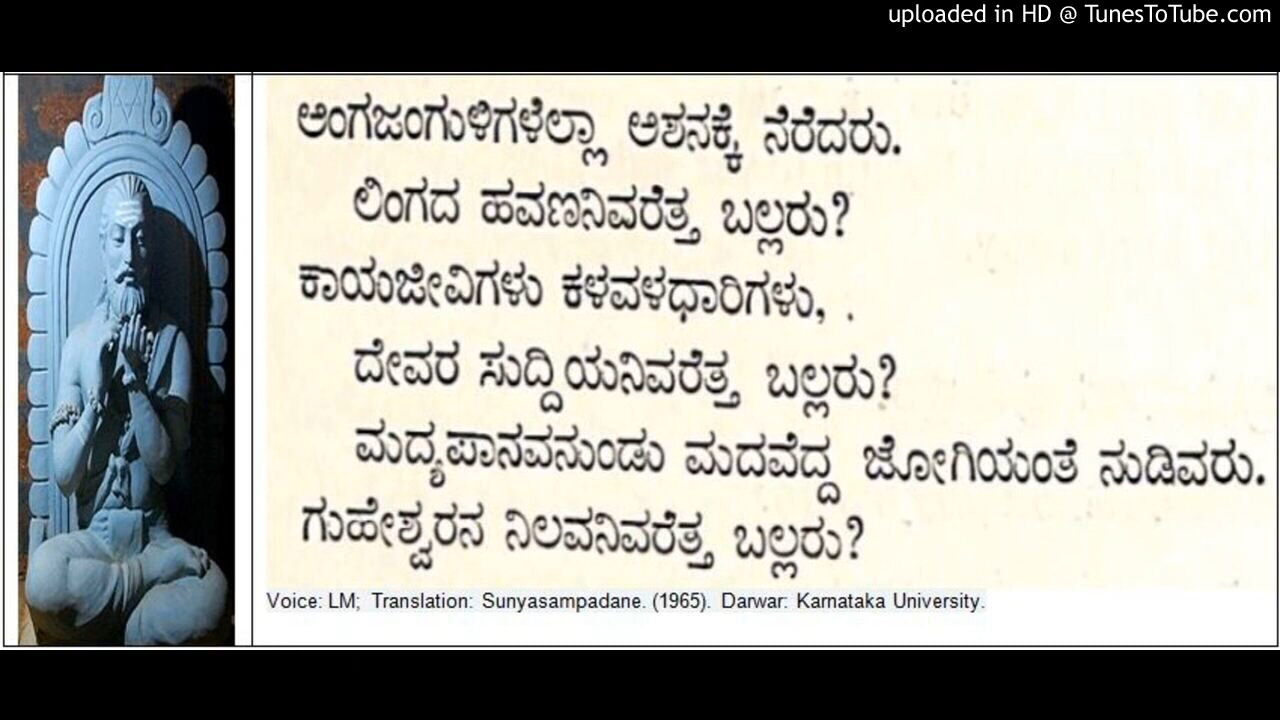 uploaded in HD @ TunesToTube.com
ಅಂಗಜಂಗುಳಿಗಳೆಲ್ಲಾ ಅಶನಕ್ಕೆ ನೆರೆದರು.
ಲಿಂಗದ ಹವಣನಿವರೆತ್ತ ಬಲ್ಲರು?
ಕಾಯಜೀವಿಗಳು ಕಳವಳಧಾರಿಗಳು,
ದೇವರ ಸುದ್ದಿಯನಿವರೆತ್ತ ಬಲ್ಲರು?
ಮದ್ಯಪಾನವನುಂಡು ಮದವೆದ್ದ ಜೋಗಿಯಂತೆ ನುಡಿವರು.
ಗುಹೇಶ್ವರನ ನಿಲವನಿವರೆತ್ತ ಬಲ್ಲರು?
Voice: LM; Translation: Sunyasampadane. (1965). Darwar: Karnataka University.